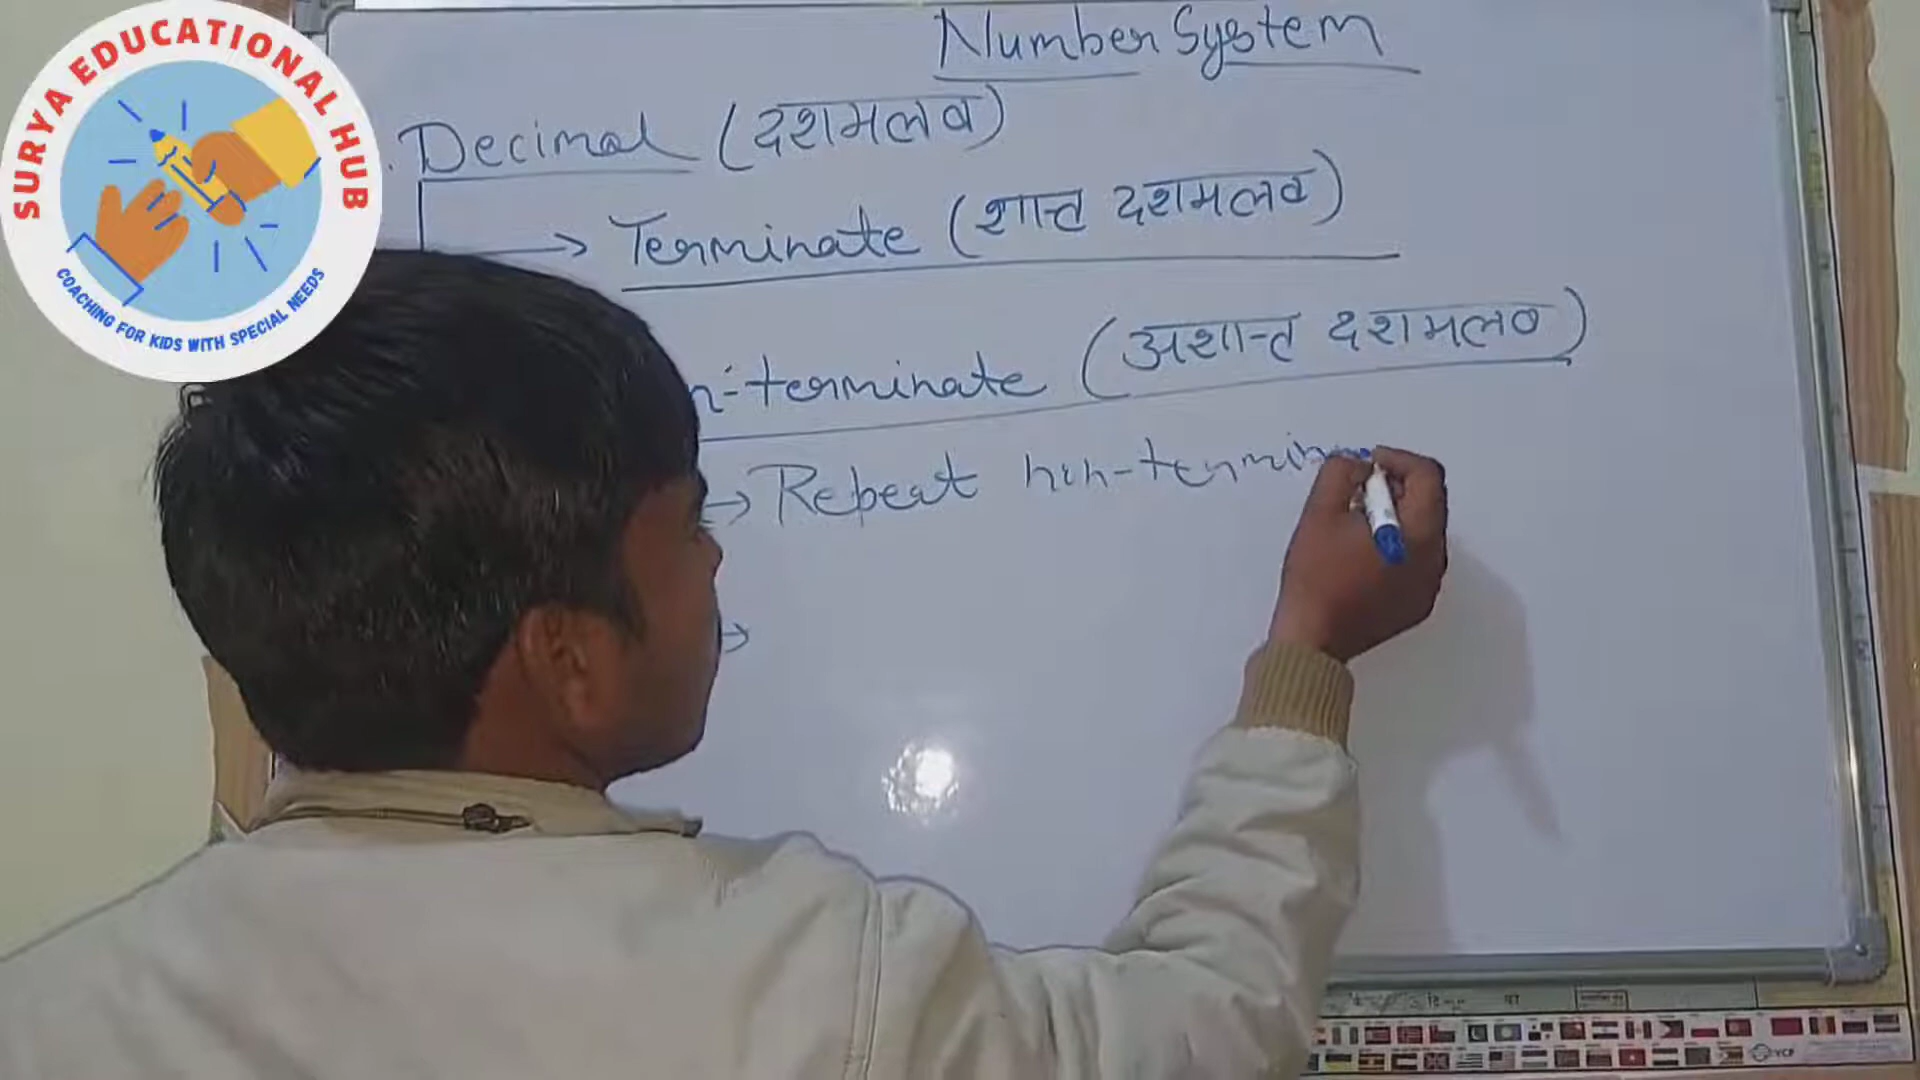 SURYA EDUCATIONAL HUB
COACHING FOR KIDS WITH SPECIAL NEEDS
Number System
Decimal (दशमलव)
→ Terminate (शान्त दशमलव)
n-terminate (अशान्त दशमलव)
→ Repeat non-termin
→